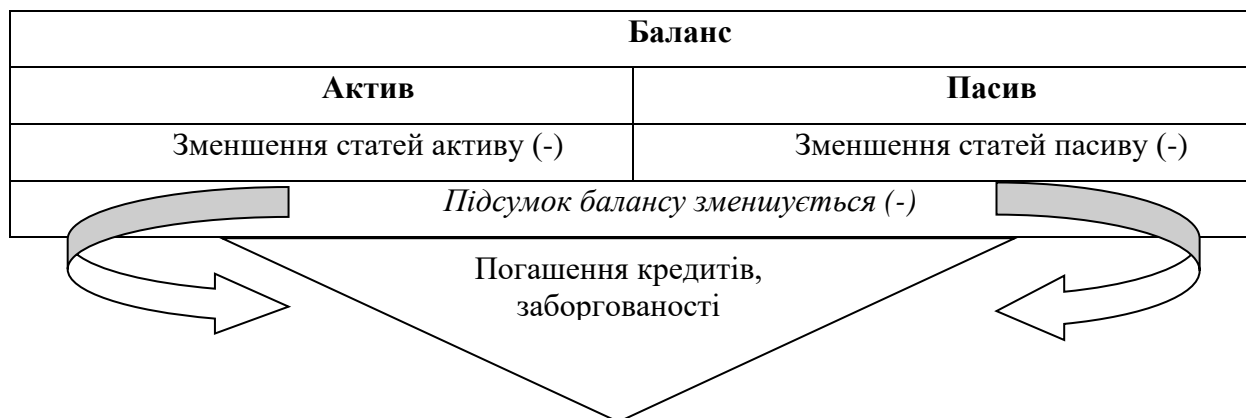 Баланс
Актив Пасив
Зменшення статей активу (-) Зменшення статей пасиву (-)
Підсумок балансу зменшується (-)
Погашення кредитів,
заборгованості